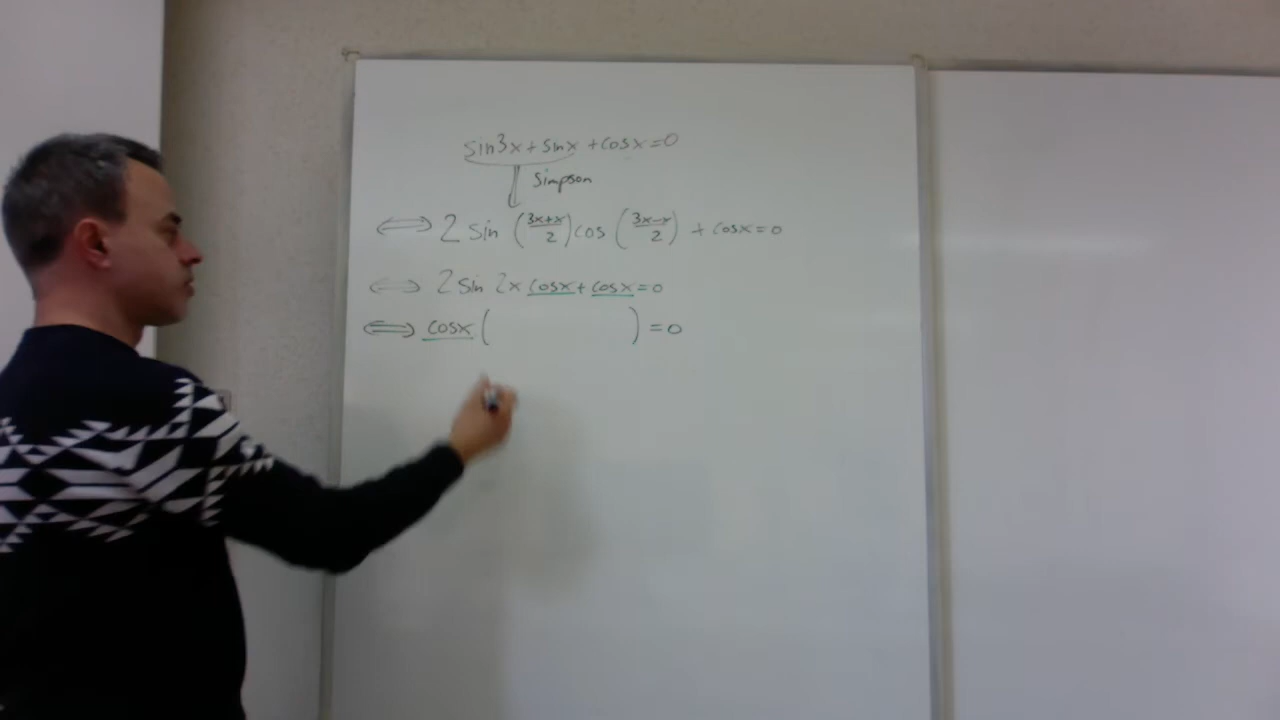 sin3x+sinx+cosx=0
Simpson
⟺ 2 sin ((3x+x)/2) cos ((3x-x)/2) + cosx=0
⟺ 2 sin 2x cosx + cosx=0
⟺ cosx ( ) =0